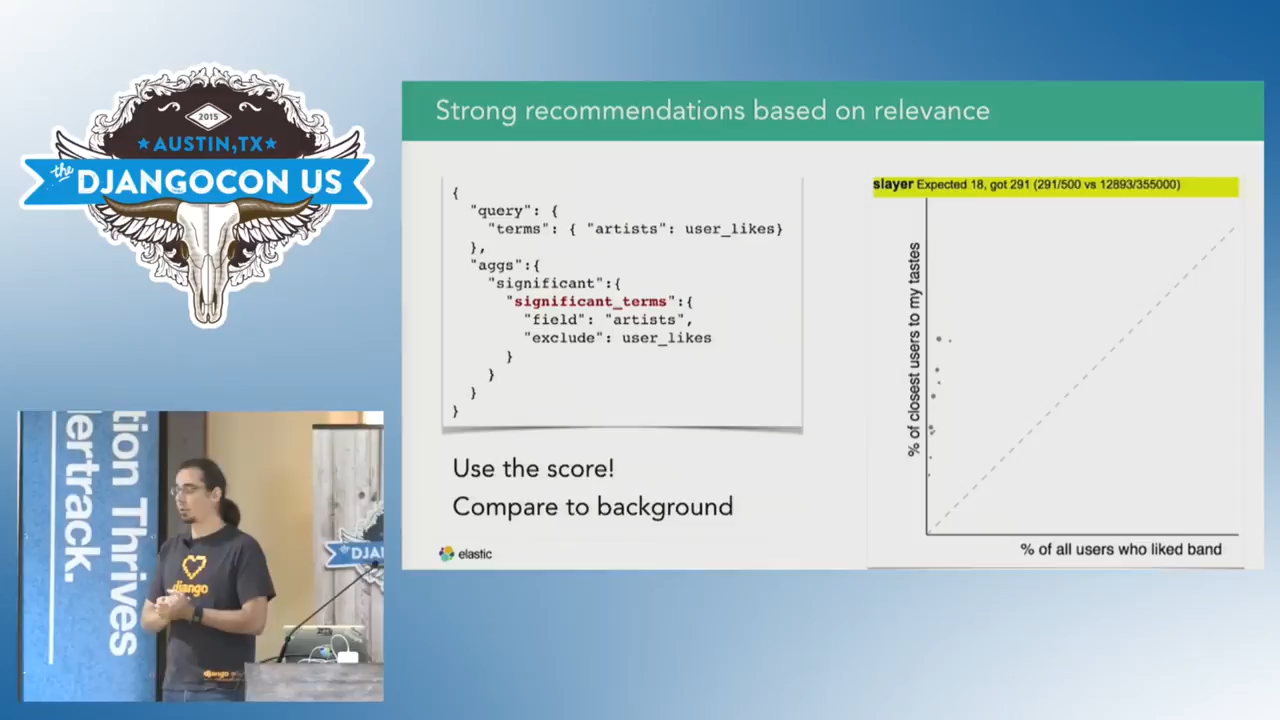 2015
★ AUSTIN, TX ★
the
DJANGOCON US
Strong recommendations based on relevance
{
"query": {
"terms": { "artists": user_likes}
},
"aggs":{
"significant":{
"significant_terms":{
"field": "artists",
"exclude": user_likes
}
}
}
}
Use the score!
Compare to background
elastic
slayer Expected 18, got 291 (291/500 vs 12893/355000)
% of closest users to my tastes
% of all users who liked band
tion Thrives
ertrack.
django
django
DJA